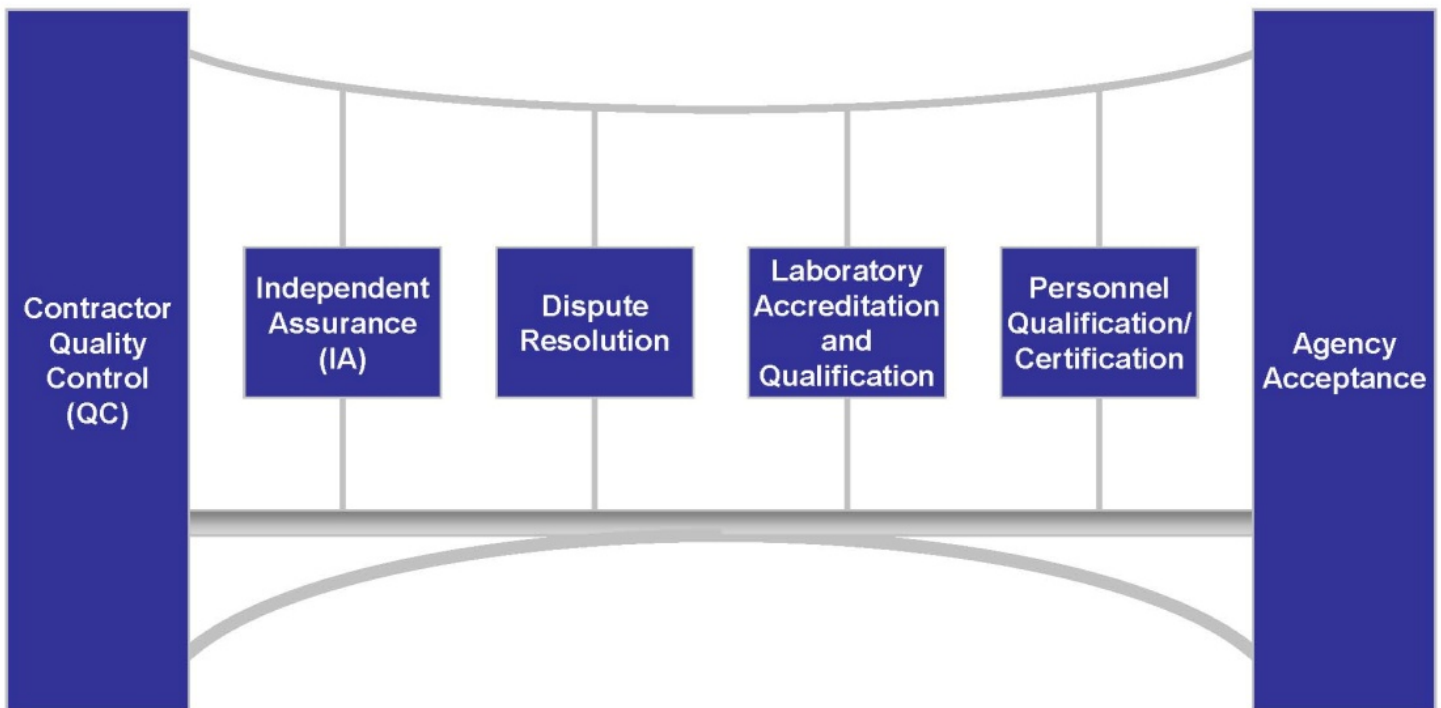 Contractor
Quality
Control
(QC)
Independent
Assurance
(IA)
Dispute
Resolution
Laboratory
Accreditation
and
Qualification
Personnel
Qualification/
Certification
Agency
Acceptance